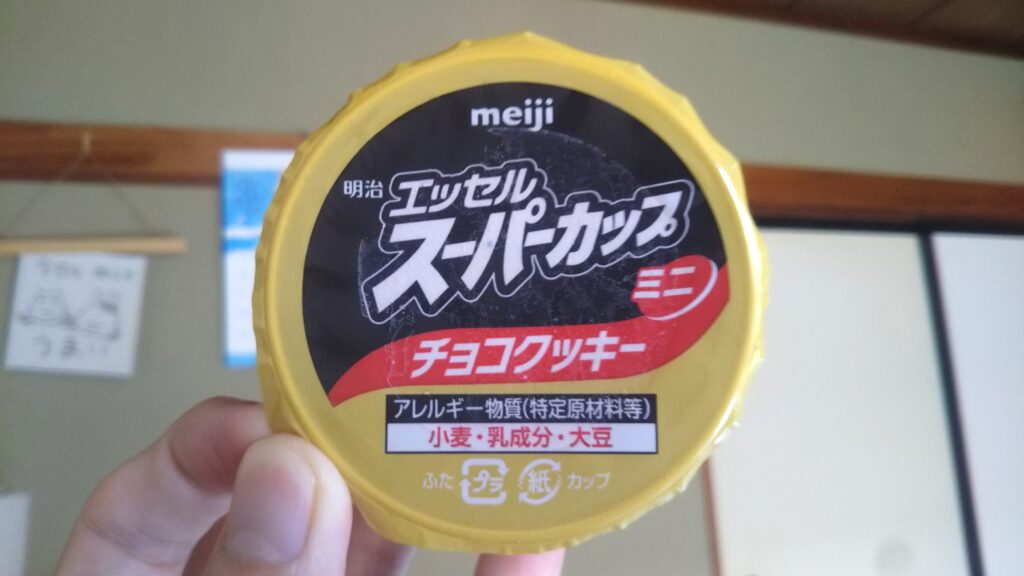 meiji
明治 エッセル
スーパーカップ
ミニ
チョコクッキー
アレルギー物質(特定原材料等)
小麦・乳成分・大豆
ふた プラ 紙 カップ